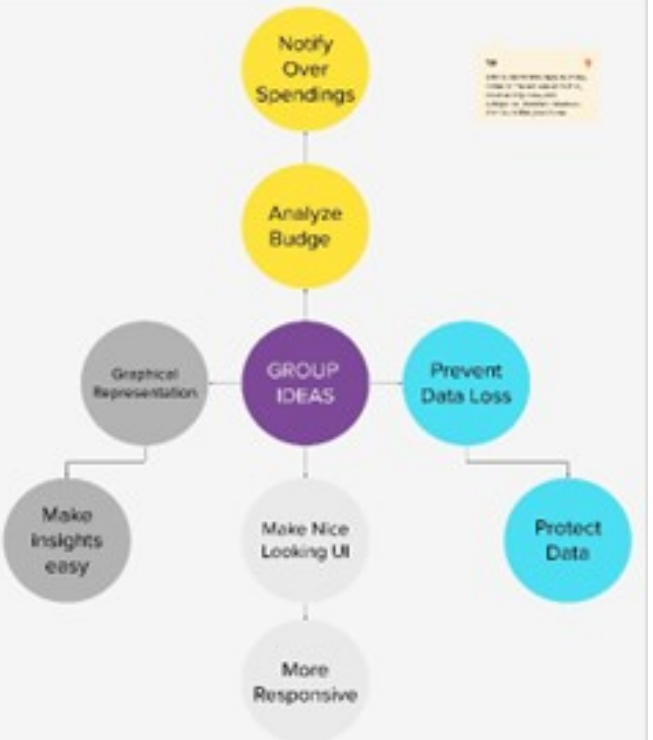 Notify
Over
Spendings
Analyze
Budge
Graphical
Representation
GROUP
IDEAS
Prevent
Data Loss
Make
insights
easy
Make Nice
Looking UI
Protect
Data
More
Responsive